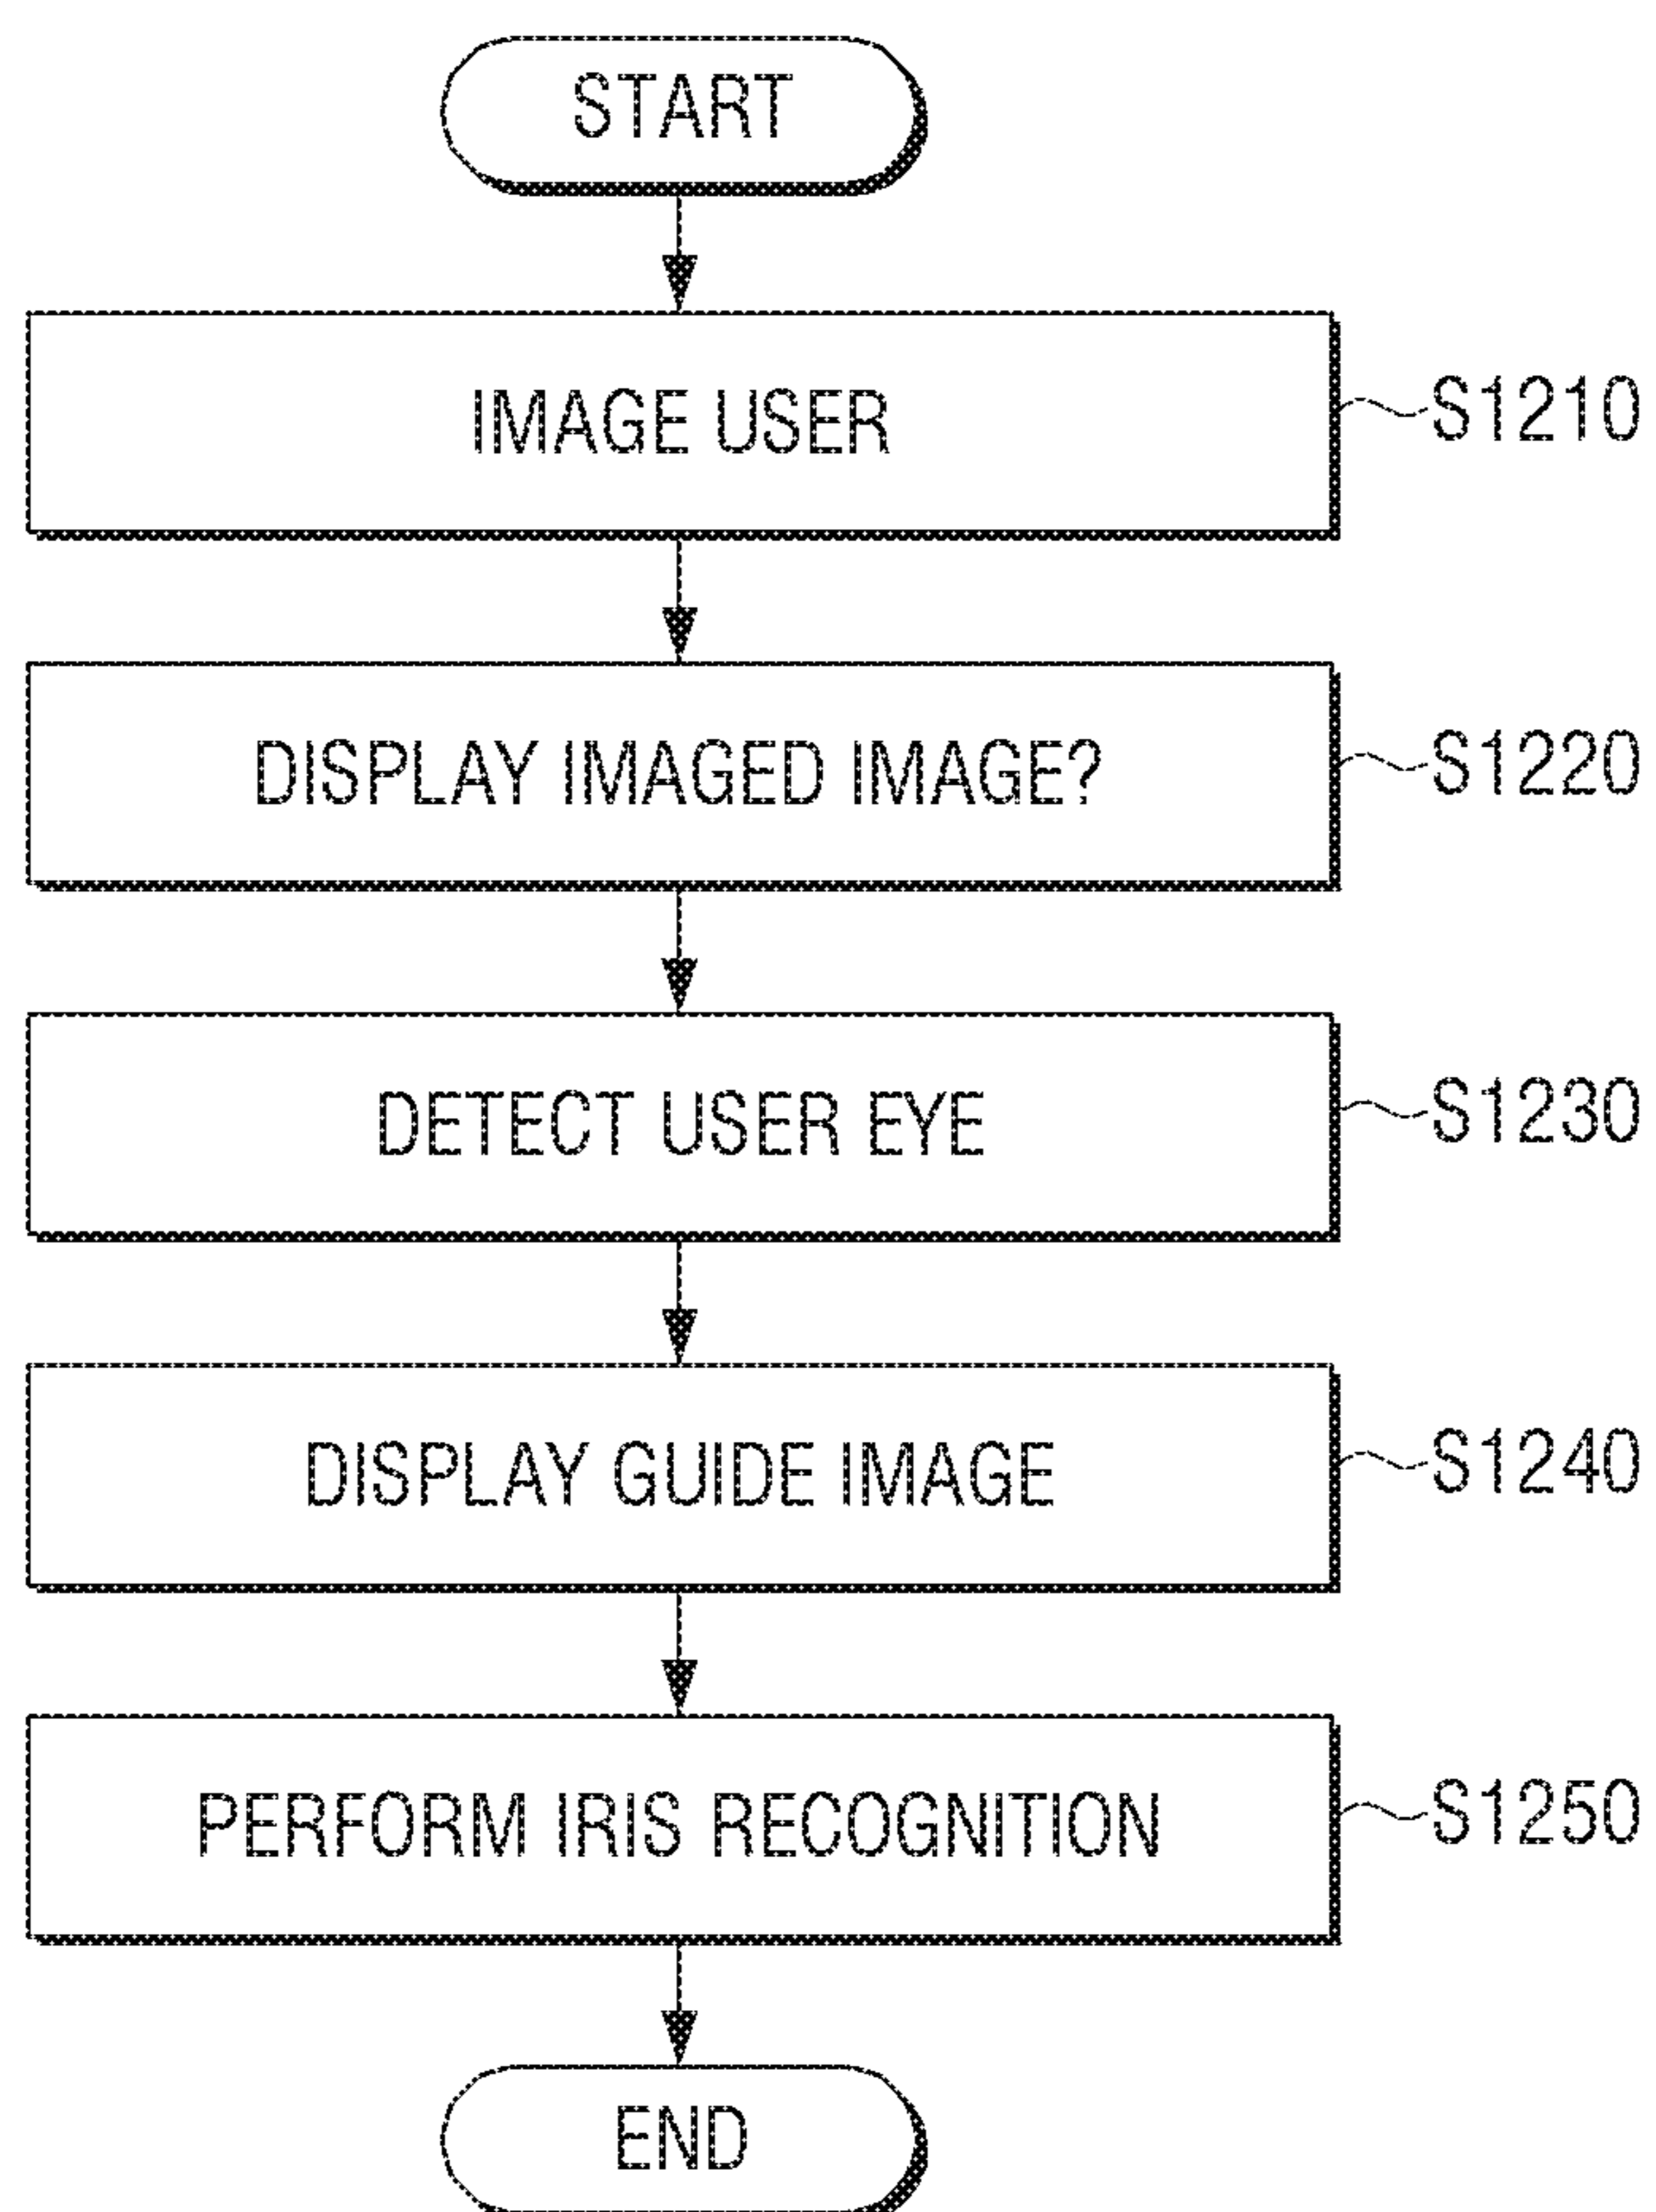 START
IMAGE USER
S1210
DISPLAY IMAGED IMAGE?
S1220
DETECT USER EYE
S1230
DISPLAY GUIDE IMAGE
S1240
PERFORM IRIS RECOGNITION
S1250
END